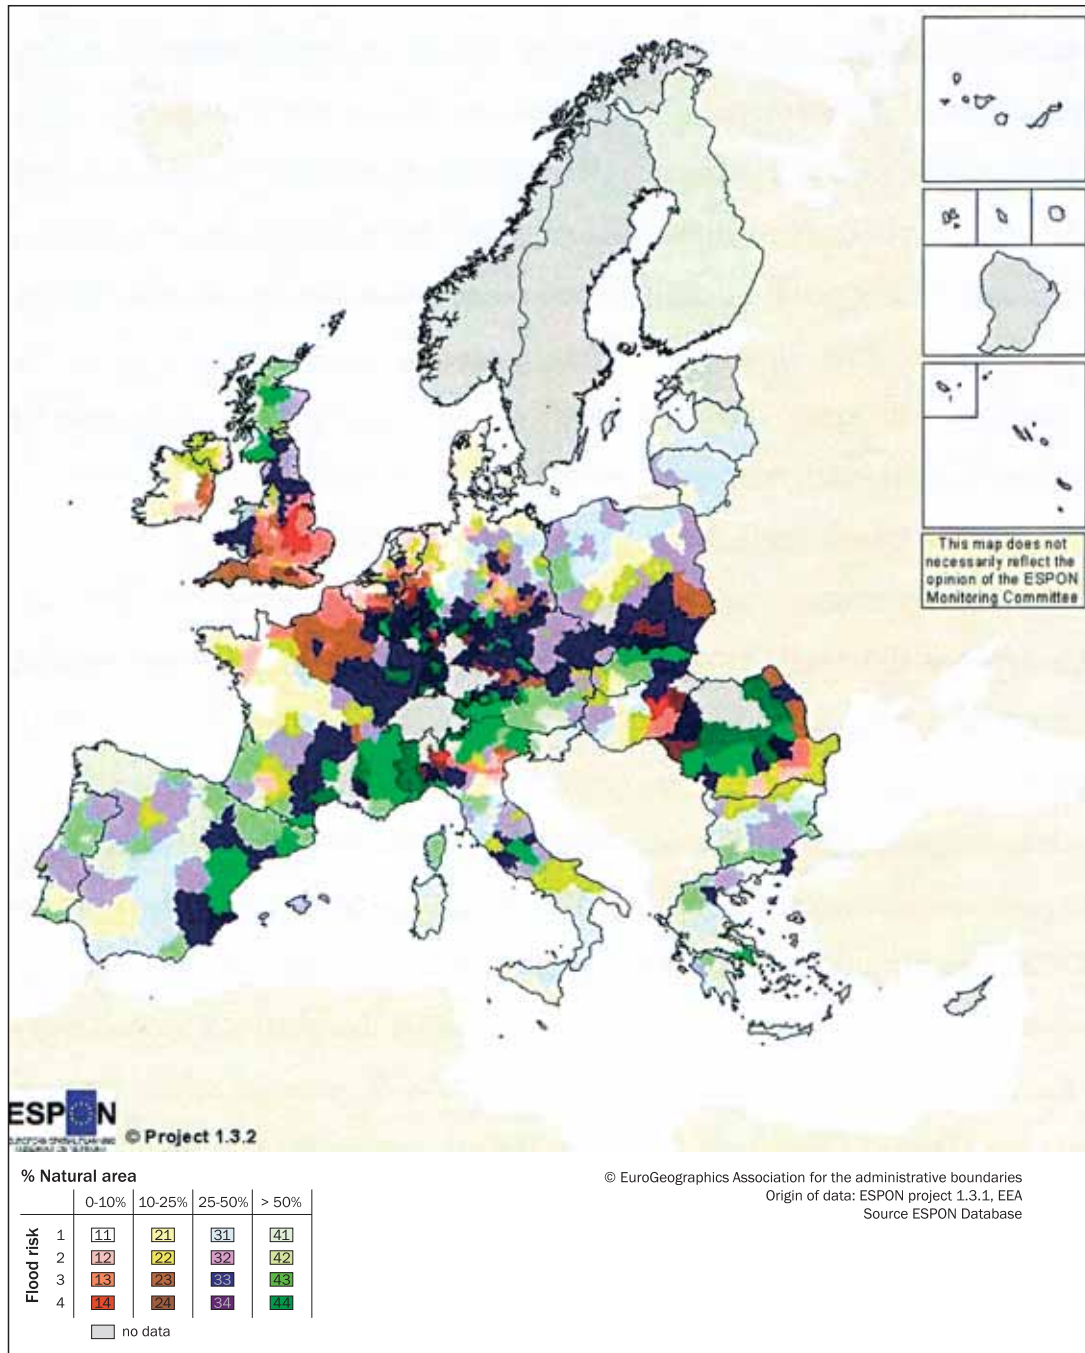 This map does not
necessarily reflect the
opinion of the ESPON
Monitoring Committee
ESPON
© Project 1.3.2
% Natural area
© EuroGeographics Association for the administrative boundaries
Origin of data: ESPON project 1.3.1, EEA
Source ESPON Database
0-10% 10-25% 25-50% > 50%
Flood risk
1 11 21 31 41
2 12 22 32 42
3 13 23 33 43
4 14 24 34 44
no data